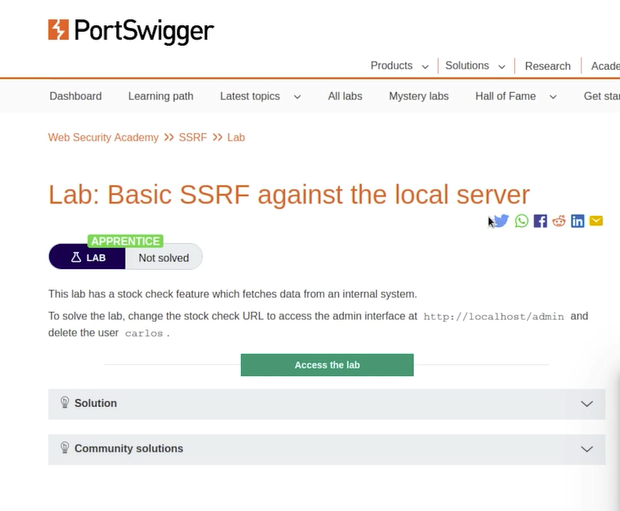 PortSwigger
Products Solutions Research Acade
Dashboard Learning path Latest topics All labs Mystery labs Hall of Fame Get star
Web Security Academy >> SSRF >> Lab
Lab: Basic SSRF against the local server
APPRENTICE
LAB Not solved
This lab has a stock check feature which fetches data from an internal system.
To solve the lab, change the stock check URL to access the admin interface at http://localhost/admin and
delete the user carlos .
Access the lab
Solution
Community solutions